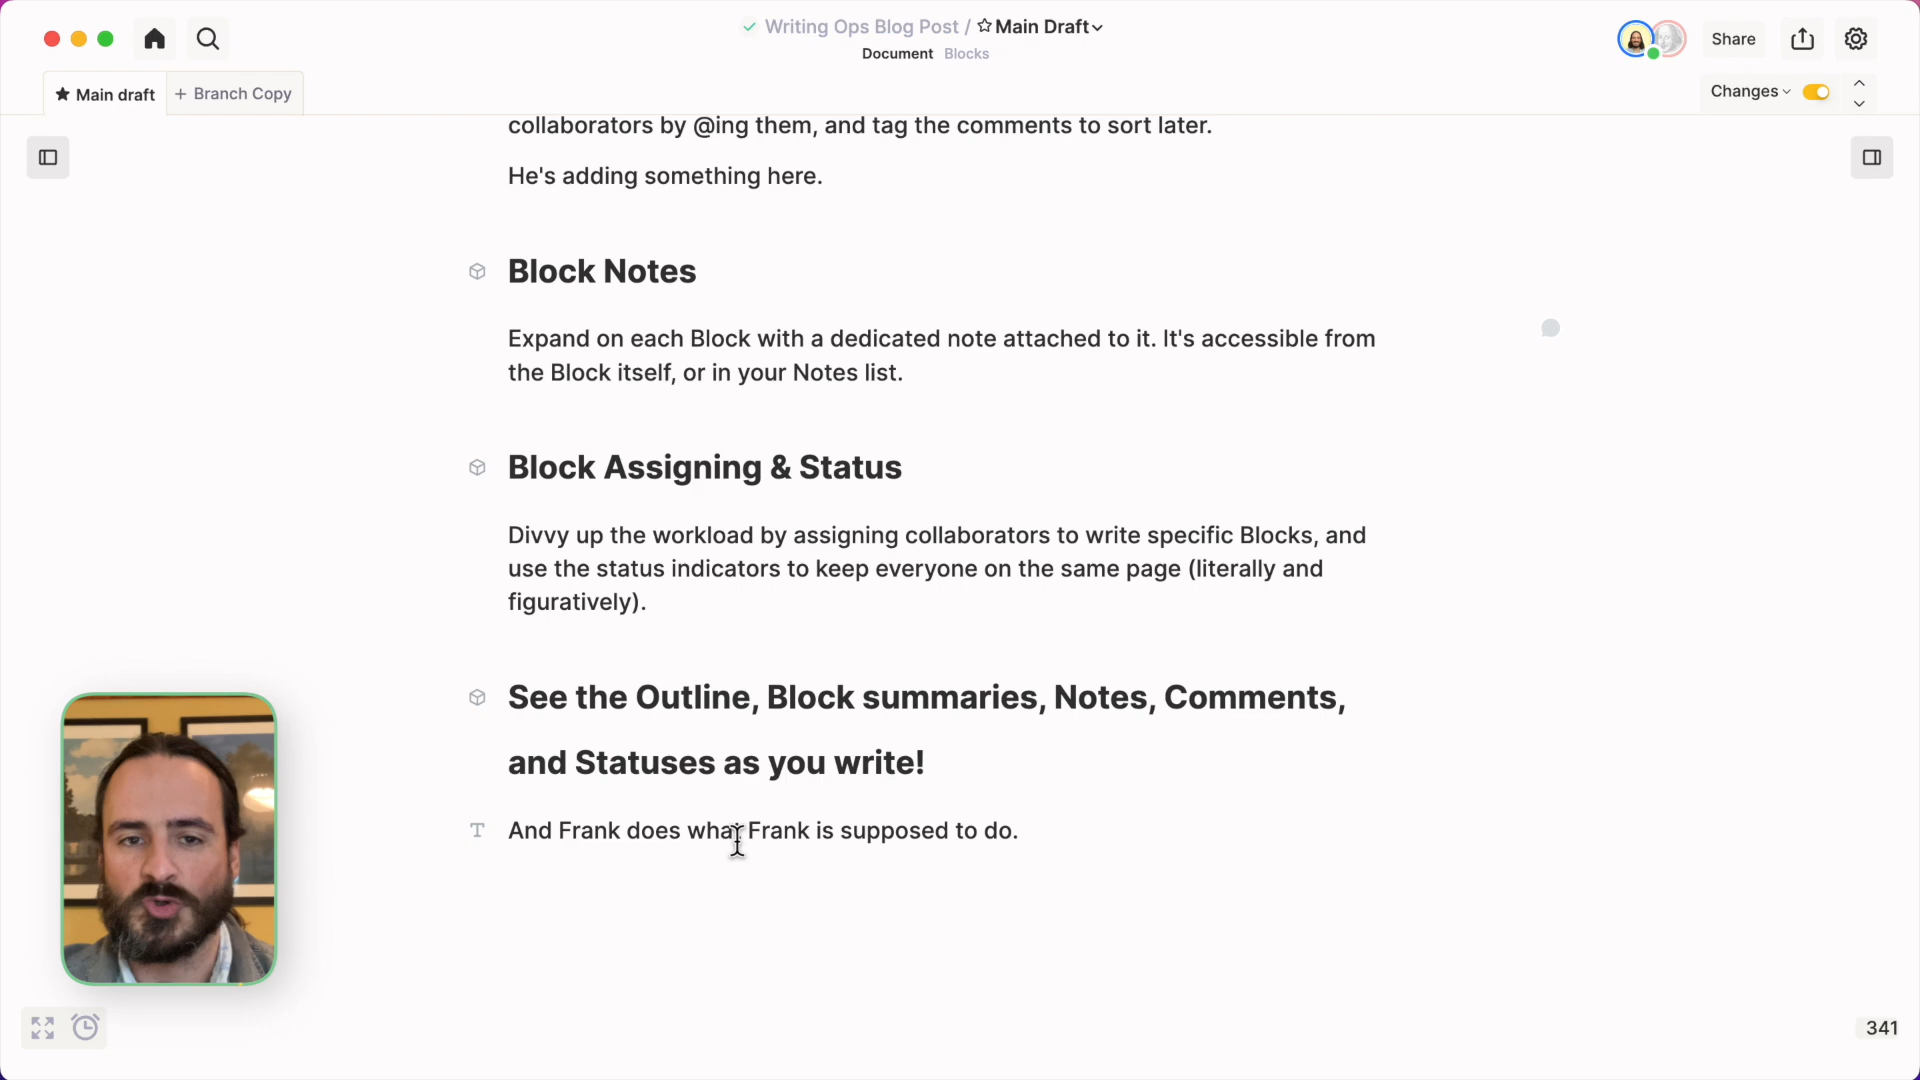 Writing Ops Blog Post / Main Draft
Document Blocks
Share
Main draft
+ Branch Copy
Changes
collaborators by @ing them, and tag the comments to sort later.
He's adding something here.
Block Notes
Expand on each Block with a dedicated note attached to it. It's accessible from
the Block itself, or in your Notes list.
Block Assigning & Status
Divvy up the workload by assigning collaborators to write specific Blocks, and
use the status indicators to keep everyone on the same page (literally and
figuratively).
See the Outline, Block summaries, Notes, Comments,
and Statuses as you write!
T And Frank does what Frank is supposed to do.
341